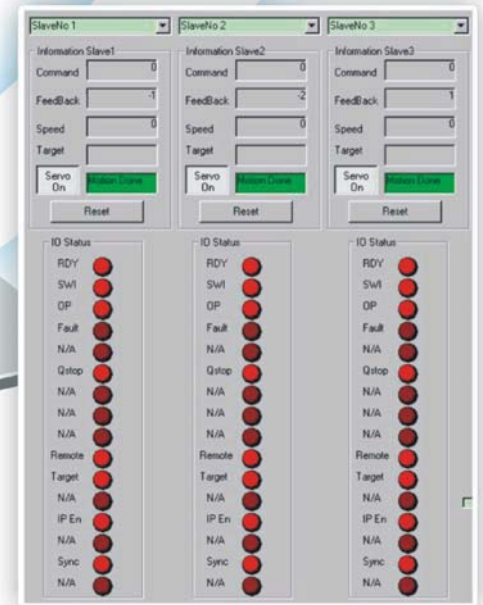 SlaveNo 1
Information Slave1
Command 0
FeedBack -1
Speed 0
Target
Servo On Motion Done
Reset
IO Status
RDY
SWI
OP
Fault
N/A
Qstop
N/A
N/A
N/A
Remote
Target
N/A
IP En
N/A
Sync
N/A
SlaveNo 2
Information Slave2
Command 0
FeedBack -2
Speed 0
Target
Servo On Motion Done
Reset
IO Status
RDY
SWI
OP
Fault
N/A
Qstop
N/A
N/A
N/A
Remote
Target
N/A
IP En
N/A
Sync
N/A
SlaveNo 3
Information Slave3
Command 0
FeedBack 1
Speed 0
Target
Servo On Motion Done
Reset
IO Status
RDY
SWI
OP
Fault
N/A
Qstop
N/A
N/A
N/A
Remote
Target
N/A
IP En
N/A
Sync
N/A